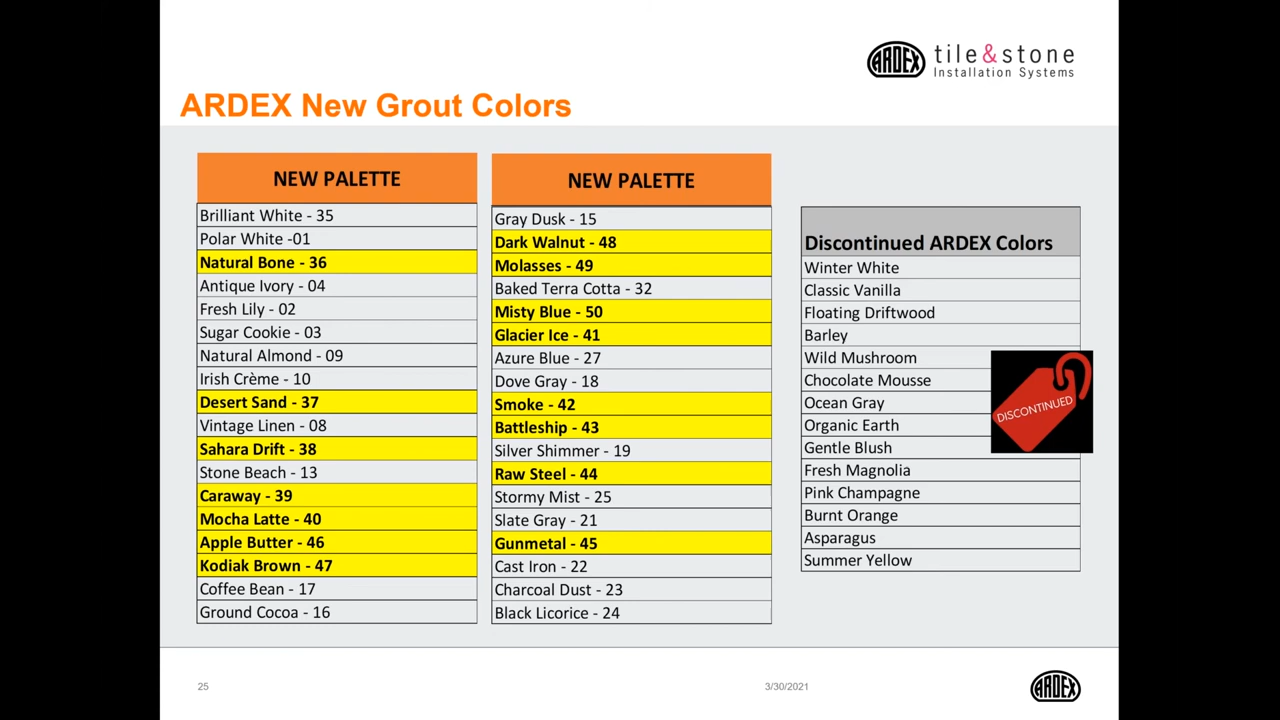 ARDEX tile&stone
Installation Systems
ARDEX New Grout Colors
NEW PALETTE
Brilliant White - 35
Polar White -01
Natural Bone - 36
Antique Ivory - 04
Fresh Lily - 02
Sugar Cookie - 03
Natural Almond - 09
Irish Crème - 10
Desert Sand - 37
Vintage Linen - 08
Sahara Drift - 38
Stone Beach - 13
Caraway - 39
Mocha Latte - 40
Apple Butter - 46
Kodiak Brown - 47
Coffee Bean - 17
Ground Cocoa - 16
NEW PALETTE
Gray Dusk - 15
Dark Walnut - 48
Molasses - 49
Baked Terra Cotta - 32
Misty Blue - 50
Glacier Ice - 41
Azure Blue - 27
Dove Gray - 18
Smoke - 42
Battleship - 43
Silver Shimmer - 19
Raw Steel - 44
Stormy Mist - 25
Slate Gray - 21
Gunmetal - 45
Cast Iron - 22
Charcoal Dust - 23
Black Licorice - 24
Discontinued ARDEX Colors
Winter White
Classic Vanilla
Floating Driftwood
Barley
Wild Mushroom
Chocolate Mousse
Ocean Gray
Organic Earth
Gentle Blush
Fresh Magnolia
Pink Champagne
Burnt Orange
Asparagus
Summer Yellow
DISCONTINUED
25
3/30/2021
ARDEX